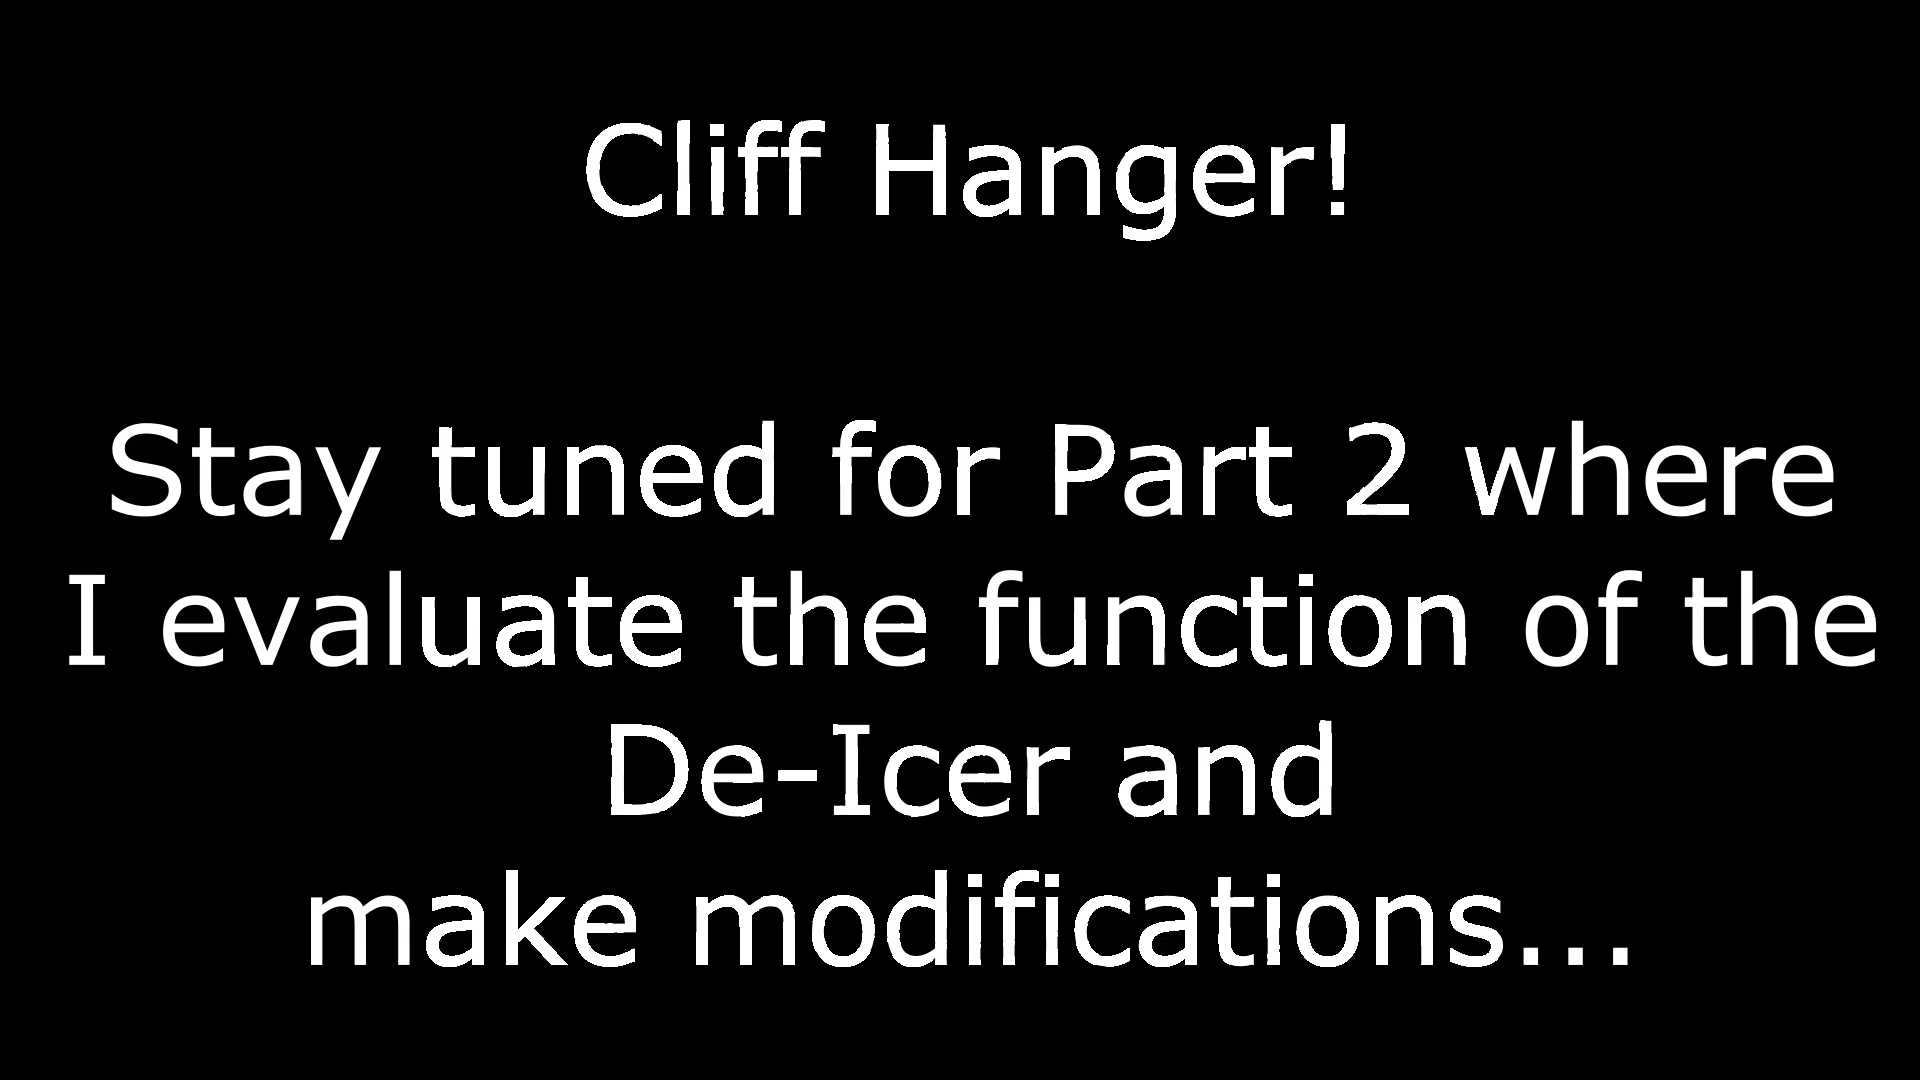 Cliff Hanger!
Stay tuned for Part 2 where
I evaluate the function of the
De-Icer and
make modifications...